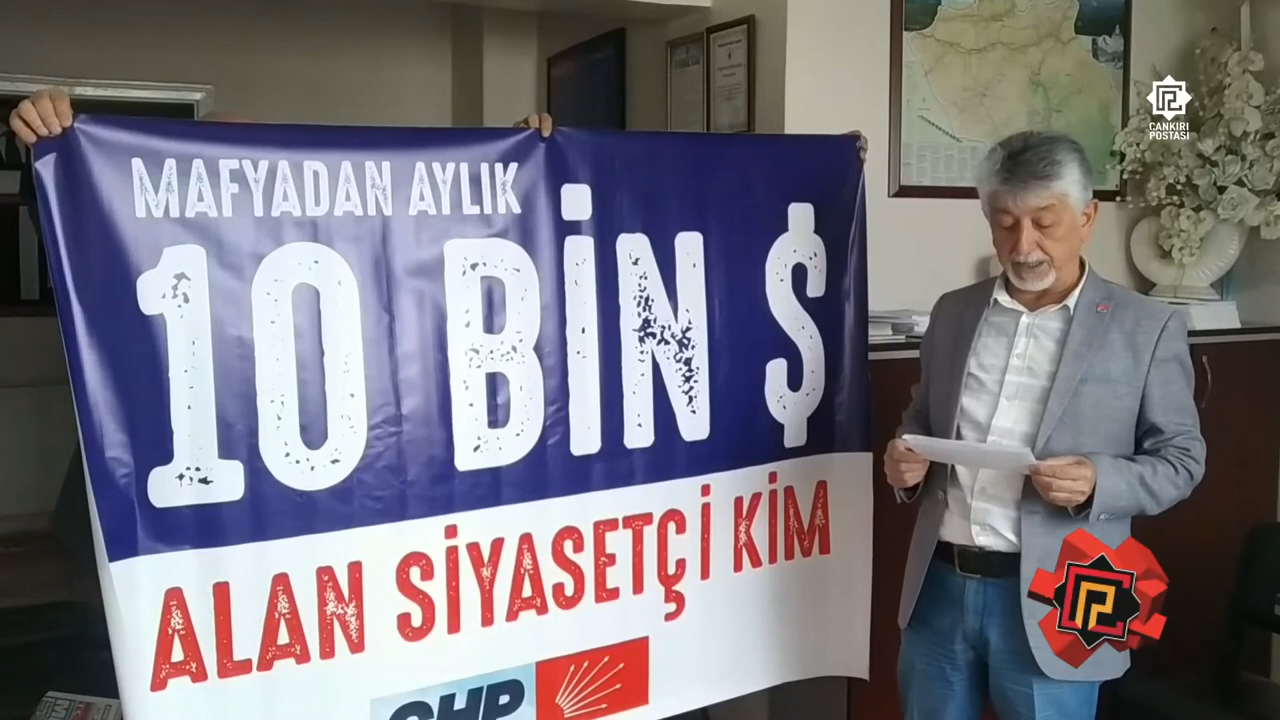 MAFYADAN AYLIK
10 BİN $
ALAN SİYASETÇİ KİM
CHP
ÇANKIRI
POSTASI